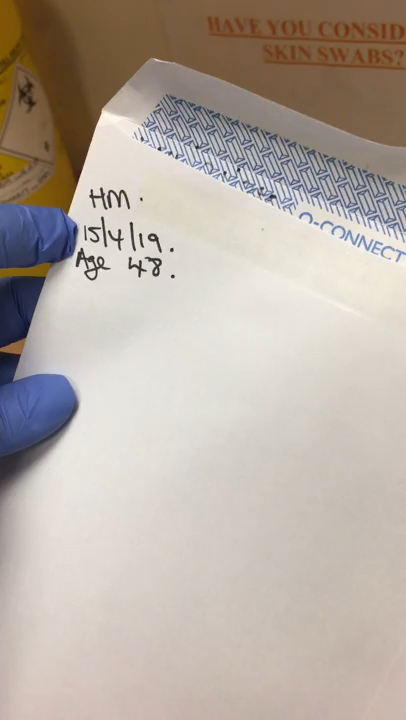 HAVE YOU CONSID
SKIN SWABS?
Q-CONNECT
HM.
15/4/19.
Age 48.